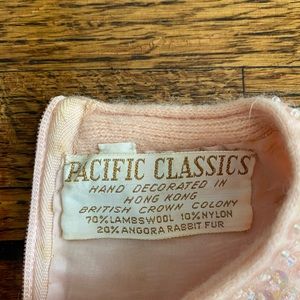 PACIFIC CLASSICS
HAND DECORATED IN
HONG KONG
BRITISH CROWN COLONY
70% LAMBSWOOL 10% NYLON
20% ANGORA RABBIT FUR